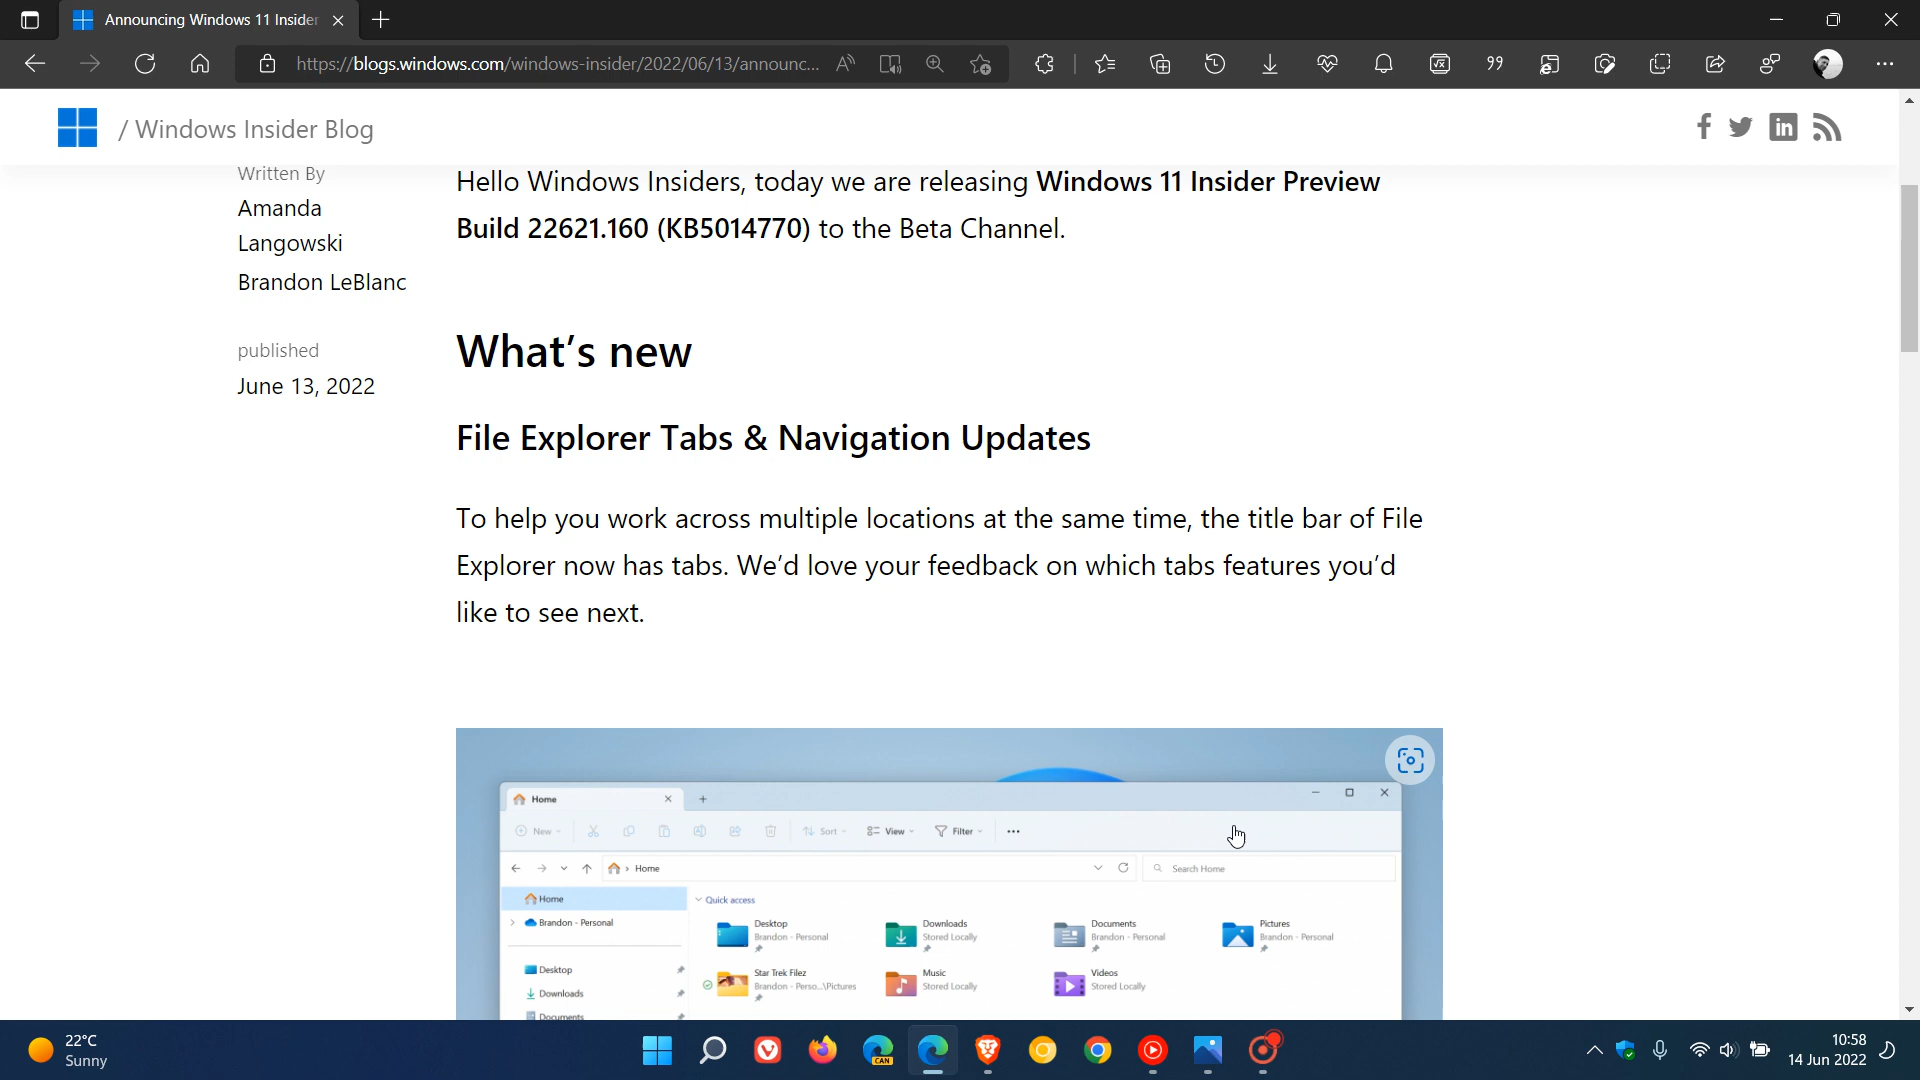 Announcing Windows 11 Insider
https://blogs.windows.com/windows-insider/2022/06/13/announc...
/ Windows Insider Blog
Written By
Amanda
Langowski
Brandon LeBlanc
published
June 13, 2022
Hello Windows Insiders, today we are releasing Windows 11 Insider Preview
Build 22621.160 (KB5014770) to the Beta Channel.
What’s new
File Explorer Tabs & Navigation Updates
To help you work across multiple locations at the same time, the title bar of File
Explorer now has tabs. We’d love your feedback on which tabs features you’d
like to see next.
Home
New
Sort
View
Filter
Home
Search Home
Home
Brandon - Personal
Desktop
Downloads
Documents
Quick access
Desktop
Brandon - Personal
Downloads
Stored Locally
Documents
Brandon - Personal
Pictures
Brandon - Personal
Star Trek Filez
Brandon - Perso...\Pictures
Music
Stored Locally
Videos
Stored Locally
22°C
Sunny
CAN
10:58
14 Jun 2022